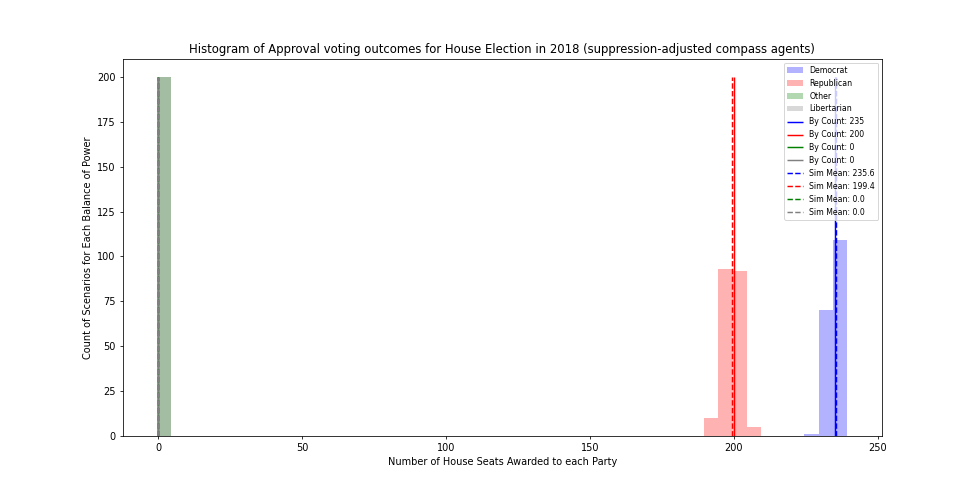 Histogram of Approval voting outcomes for House Election in 2018 (suppression-adjusted compass agents)
Democrat
Republican
Other
Libertarian
By Count: 235
By Count: 200
By Count: 0
By Count: 0
Sim Mean: 235.6
Sim Mean: 199.4
Sim Mean: 0.0
Sim Mean: 0.0
200
175
150
125
100
75
50
25
0
Count of Scenarios for Each Balance of Power
0 50 100 150 200 250
Number of House Seats Awarded to each Party